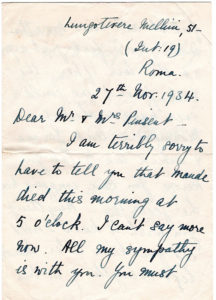 Lungotevere Mellini 51-
(Int. 19)
Roma.
27th Nov. 1934.
Dear Mr & Mrs Pinsent
I am terribly sorry to
have to tell you that Maude
died this morning at
5 o'clock. I can't say more
now. All my sympathy
is with you. You must